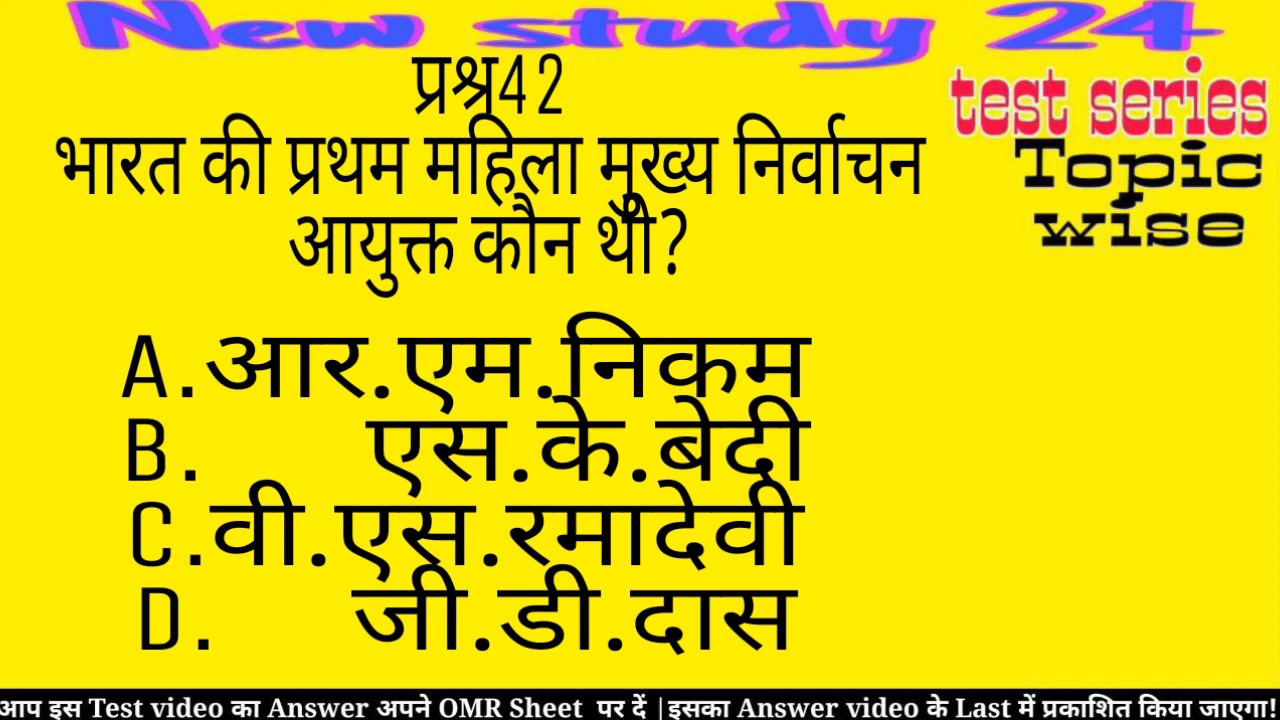 New study 24
test series
Topic
wise
प्रश्न42
भारत की प्रथम महिला मुख्य निर्वाचन
आयुक्त कौन थी?
A.आर.एम.निकम
B. एस.के.बेदी
C.वी.एस.रमादेवी
D. जी.डी.दास
आप इस Test video का Answer अपने OMR Sheet पर दें |इसका Answer video के Last में प्रकाशित किया जाएगा!